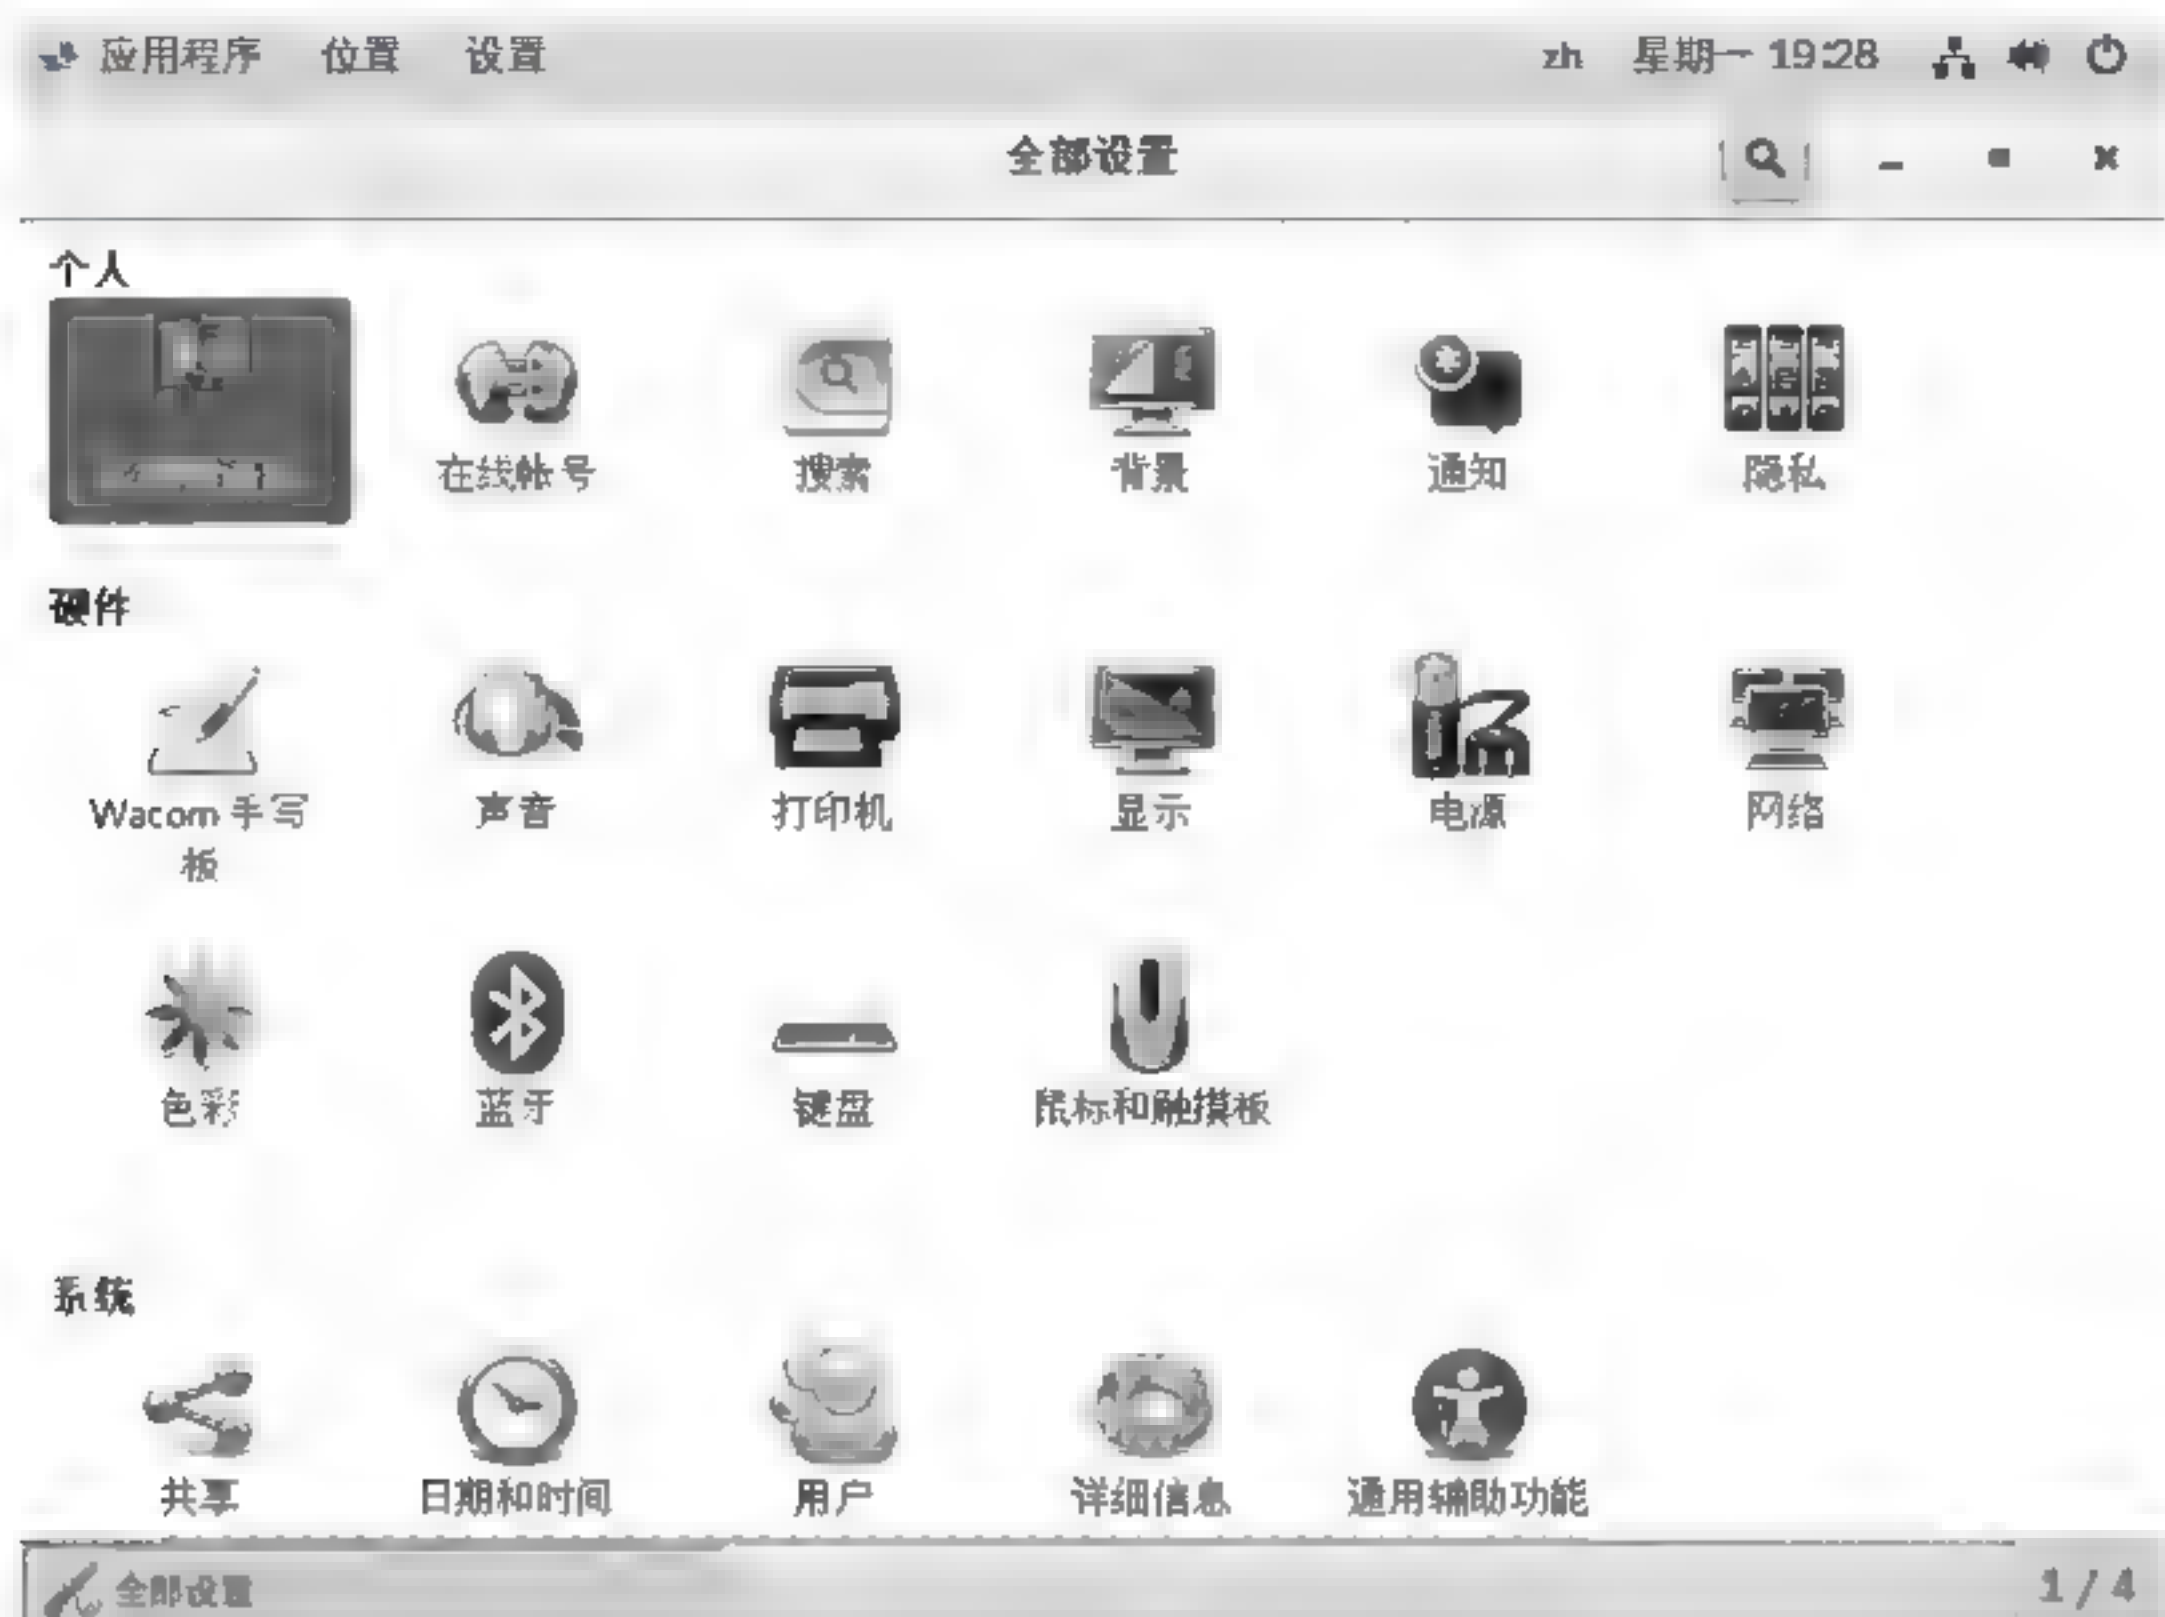 应用程序 位置 设置 zh 星期一 19:28
全部设置
个人
在线帐号 搜索 背景 通知 隐私
硬件
Wacom 手写 声音 打印机 显示 电源 网络
板
色彩 蓝牙 键盘 鼠标和触摸板
系统
共享 日期和时间 用户 详细信息 通用辅助功能
全部设置 1 / 4